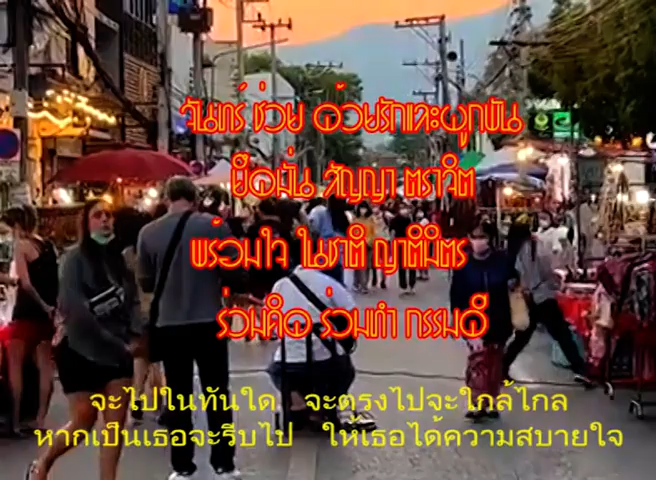 จันทร์ ช่วย ด้วยรักและผูกพัน
ยึดมั่น สัญญา ตราจิต
พร้อมใจ ในชาติ ญาติมิตร
ร่วมคิด ร่วมทำ กรรมดี
จะไปในทันใด จะตรงไปจะใกล้ไกล
หากเป็นเธอจะรีบไป ให้เธอได้ความสบายใจ